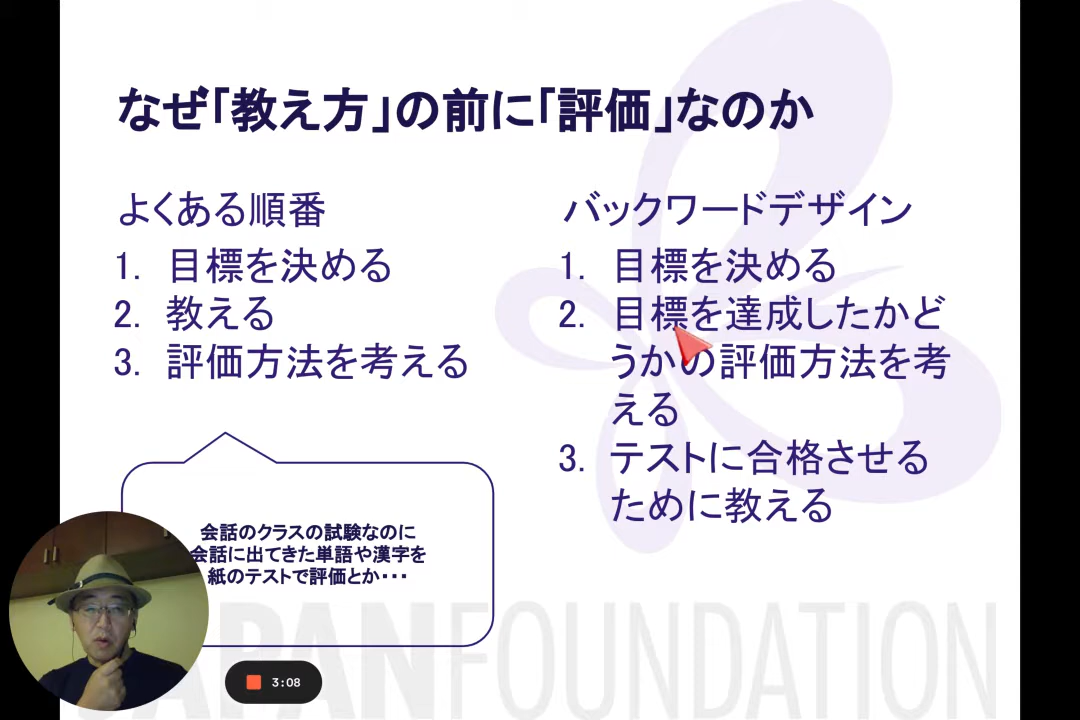 なぜ「教え方」の前に「評価」なのか
よくある順番
1. 目標を決める
2. 教える
3. 評価方法を考える
会話のクラスの試験なのに
会話に出てきた単語や漢字を
紙のテストで評価とか・・・
バックワードデザイン
1. 目標を決める
2. 目標を達成したかど
うかの評価方法を考
える
3. テストに合格させる
ために教える
JAPANFOUNDATION
3:08